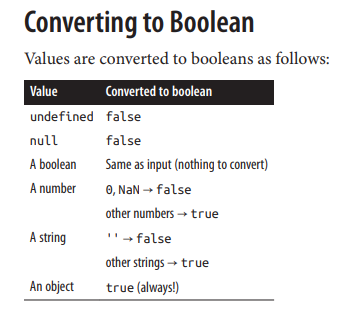 Converting to Boolean
Values are converted to booleans as follows:
Value Converted to boolean
undefined false
null false
A boolean Same as input (nothing to convert)
A number 0, NaN → false
other numbers → true
A string '' → false
other strings → true
An object true (always!)